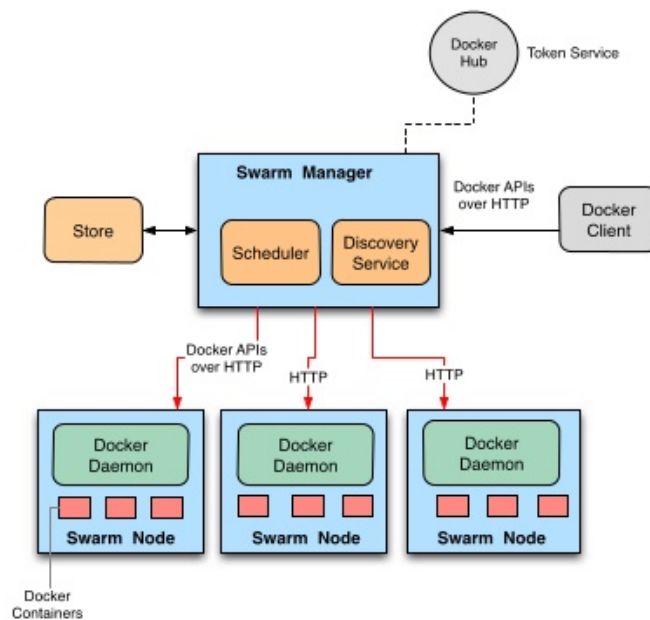 Docker
Hub
Token Service
Swarm Manager
Docker APIs
over HTTP
Store
Scheduler
Discovery
Service
Docker
Client
Docker APIs
over HTTP
HTTP
HTTP
Docker
Daemon
Docker
Daemon
Docker
Daemon
Swarm Node
Swarm Node
Swarm Node
Docker
Containers